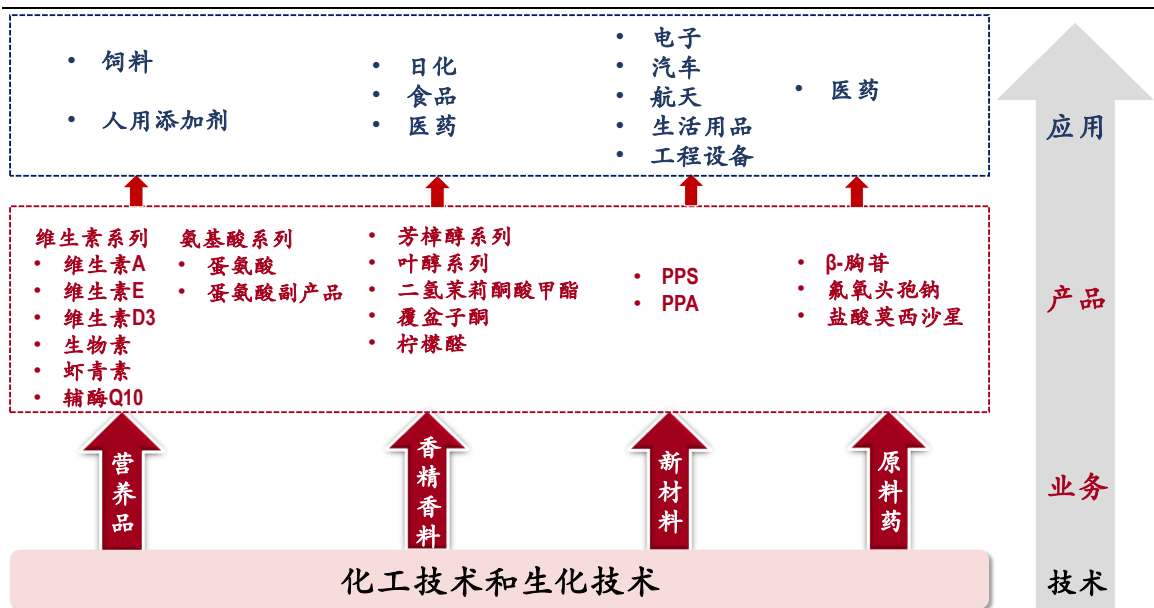 • 饲料
• 人用添加剂
• 日化
• 食品
• 医药
• 电子
• 汽车
• 航天
• 生活用品
• 工程设备
• 医药
应用
维生素系列
• 维生素A
• 维生素E
• 维生素D3
• 生物素
• 虾青素
• 辅酶Q10
氨基酸系列
• 蛋氨酸
• 蛋氨酸副产品
• 芳樟醇系列
• 叶醇系列
• 二氢茉莉酮酸甲酯
• 覆盆子酮
• 柠檬醛
• PPS
• PPA
• β-胸苷
• 氟氧头孢钠
• 盐酸莫西沙星
产品
营养品
香精香料
新材料
原料药
业务
化工技术和生化技术
技术